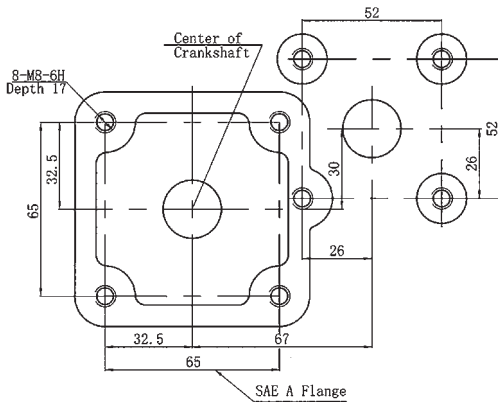 52
Center of
Crankshaft
8-M8-6H
Depth 17
32.5
65
30
26
52
26
32.5
67
65
SAE A Flange